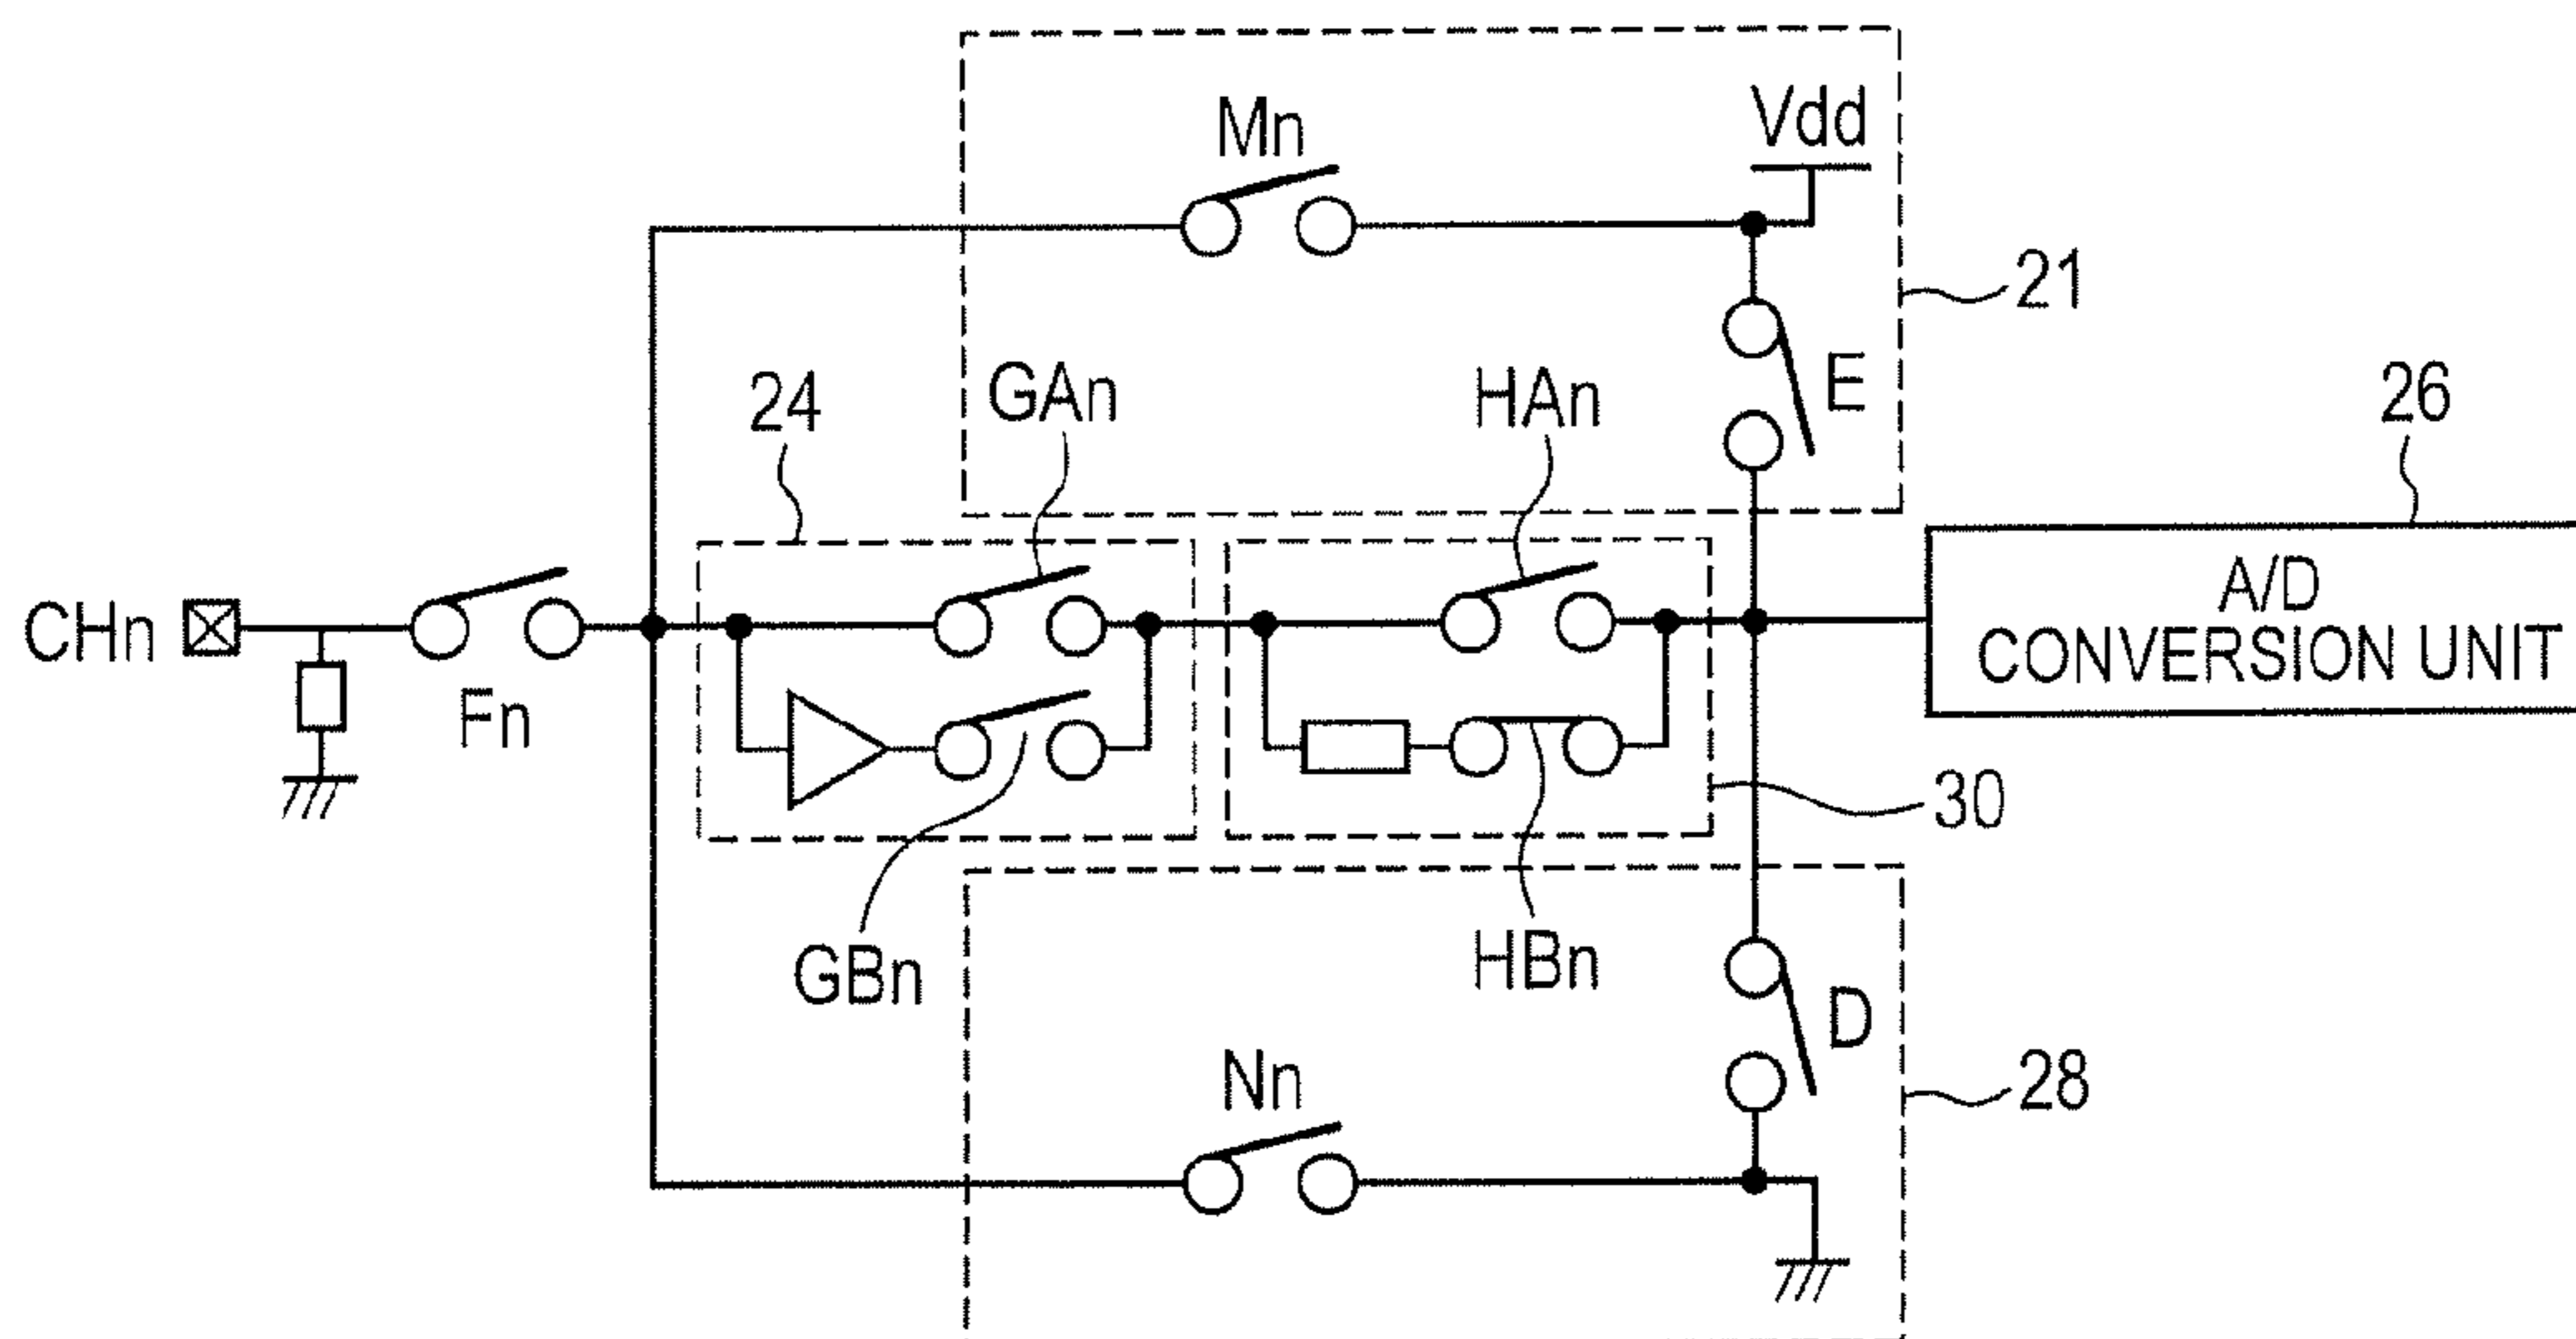 Vdd
Mn
21
E
24
GAn
HAn
26
A/D
CONVERSION UNIT
CHn
Fn
30
GBn
HBn
D
Nn
28